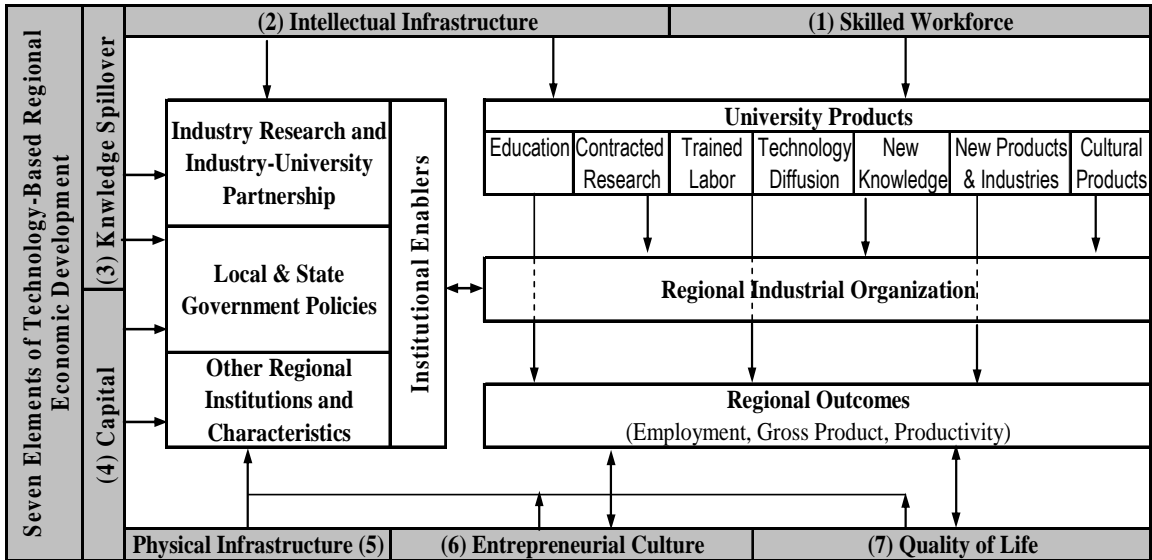 (2) Intellectual Infrastructure
(1) Skilled Workforce
Seven Elements of Technology-Based Regional
Economic Development
(3) Knwledge Spillover
(4) Capital
Industry Research and
Industry-University
Partnership
Local & State
Government Policies
Other Regional
Institutions and
Characteristics
Institutional Enablers
University Products
Education
Contracted
Research
Trained
Labor
Technology
Diffusion
New
Knowledge
New Products
& Industries
Cultural
Products
Regional Industrial Organization
Regional Outcomes
(Employment, Gross Product, Productivity)
Physical Infrastructure (5)
(6) Entrepreneurial Culture
(7) Quality of Life